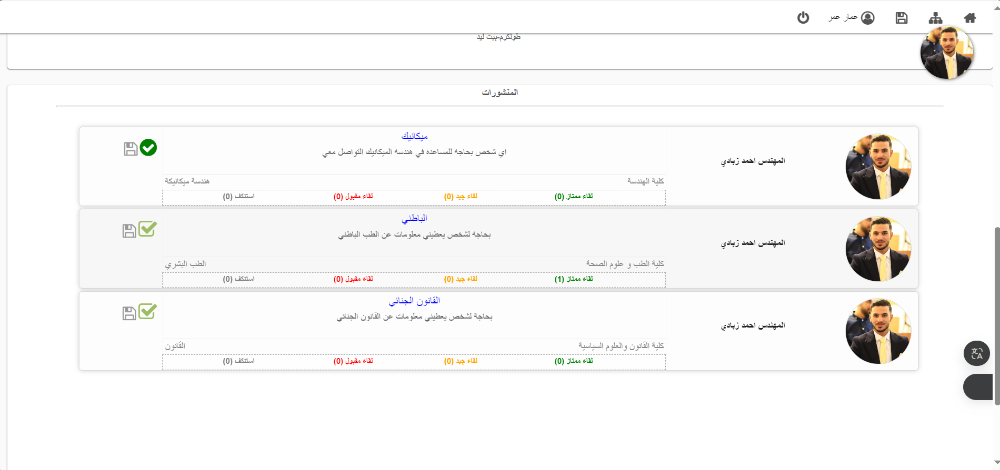 عمار عمر
طولكرم-بيت ليد
المنشورات
المهندس احمد زبادي
ميكانيك
اي شخص بحاجه للمساعده في هندسه الميكانيك التواصل معي
كلية الهندسة هندسة ميكانيكة
لقاء ممتاز (0) لقاء جيد (0) لقاء مقبول (0) استنكف (0)
المهندس احمد زبادي
الباطني
بحاجه لشخص يعطيني معلومات عن الطب الباطني
كلية الطب و علوم الصحة الطب البشري
لقاء ممتاز (1) لقاء جيد (0) لقاء مقبول (0) استنكف (0)
المهندس احمد زبادي
القانون الجنائي
بحاجة لشخص يعطيني معلومات عن القانون الجنائي
كلية القانون والعلوم السياسية القانون
لقاء ممتاز (0) لقاء جيد (0) لقاء مقبول (0) استنكف (0)